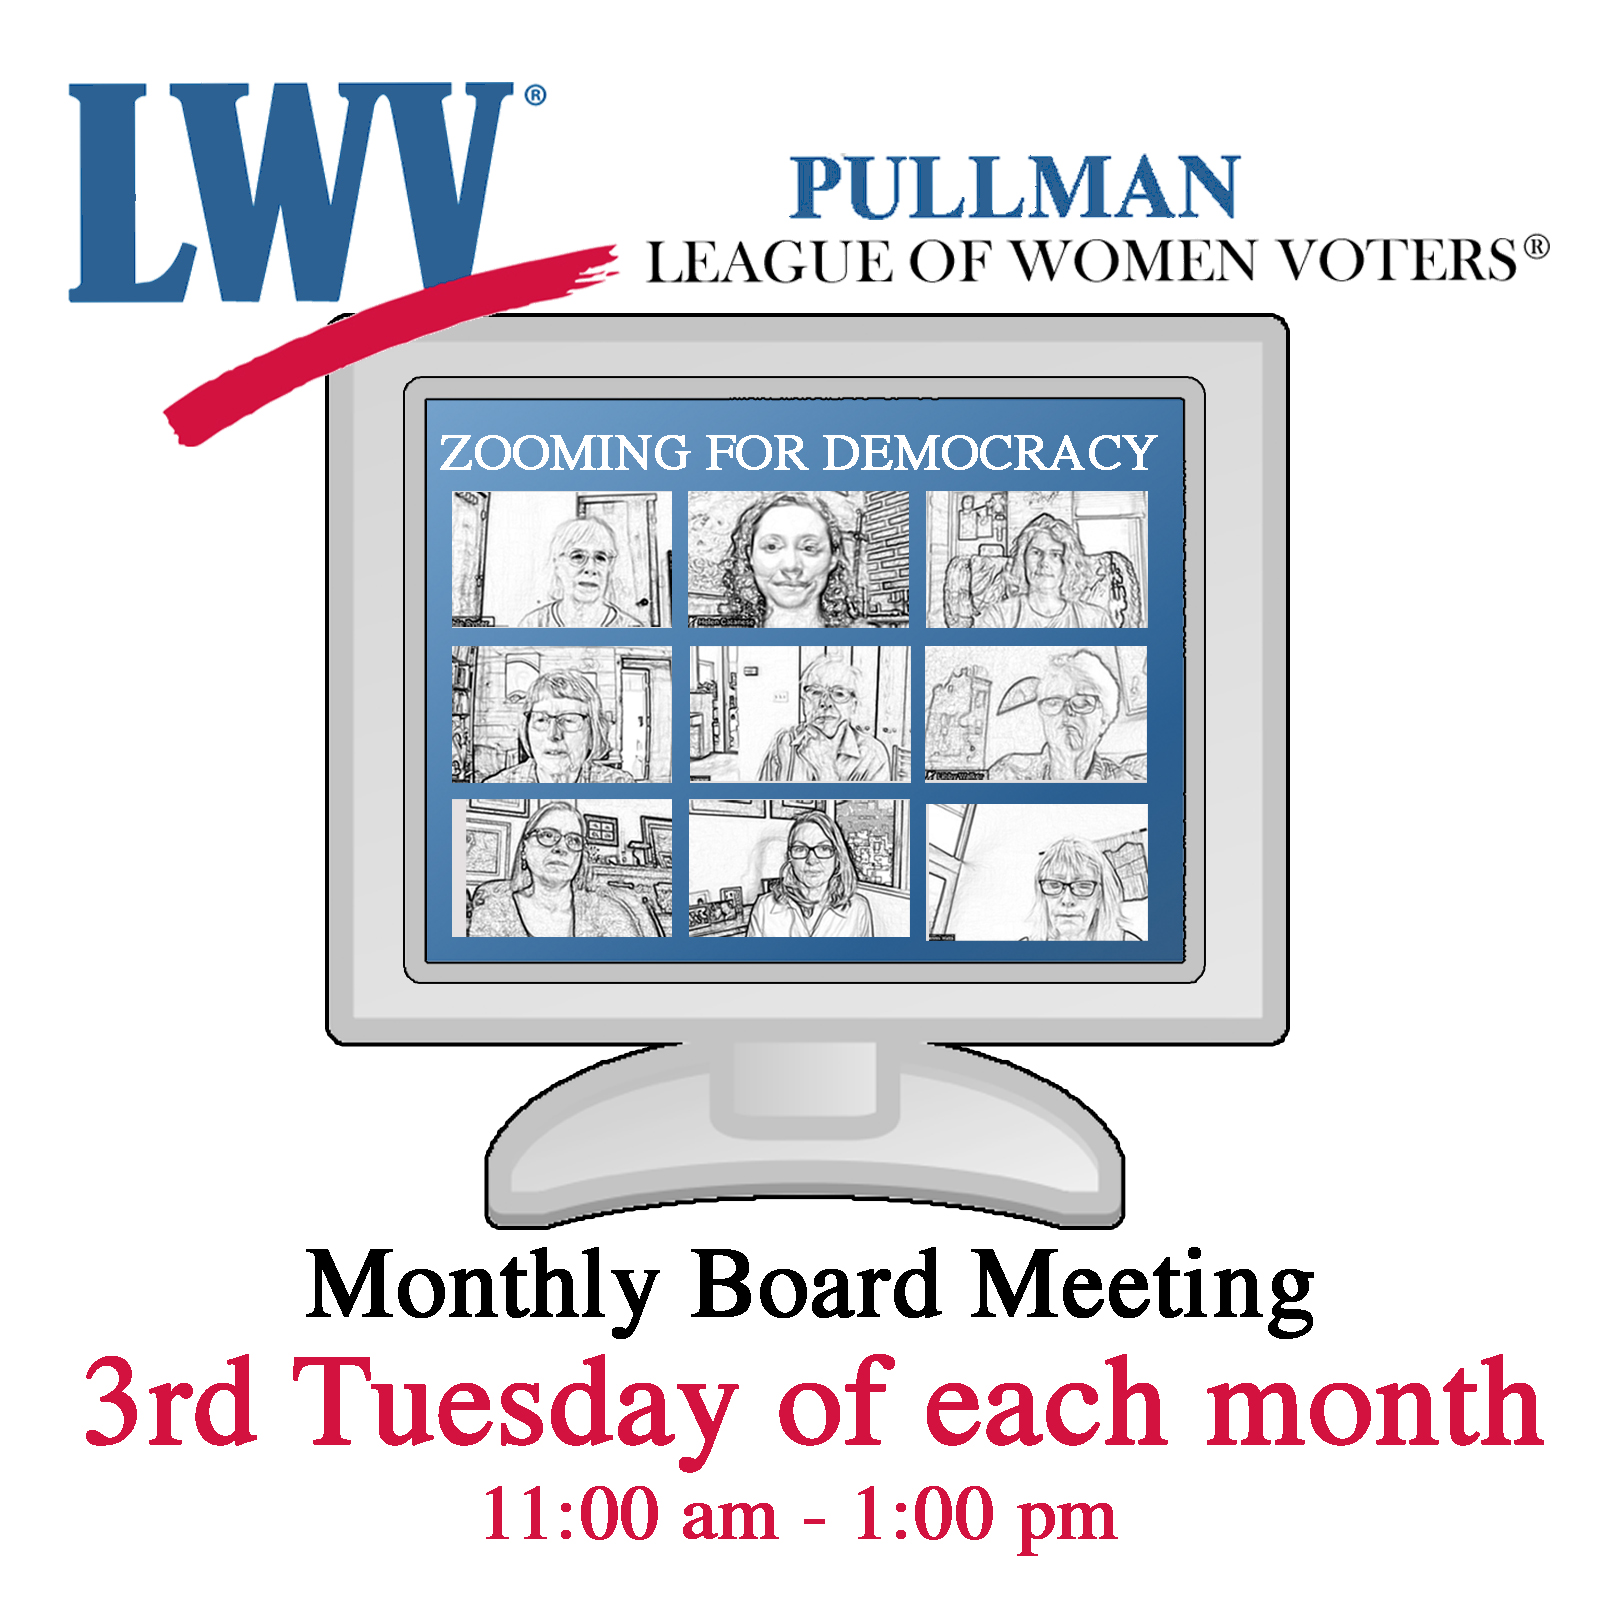 LWV®
PULLMAN
LEAGUE OF WOMEN VOTERS®
ZOOMING FOR DEMOCRACY
Monthly Board Meeting
3rd Tuesday of each month
11:00 am - 1:00 pm